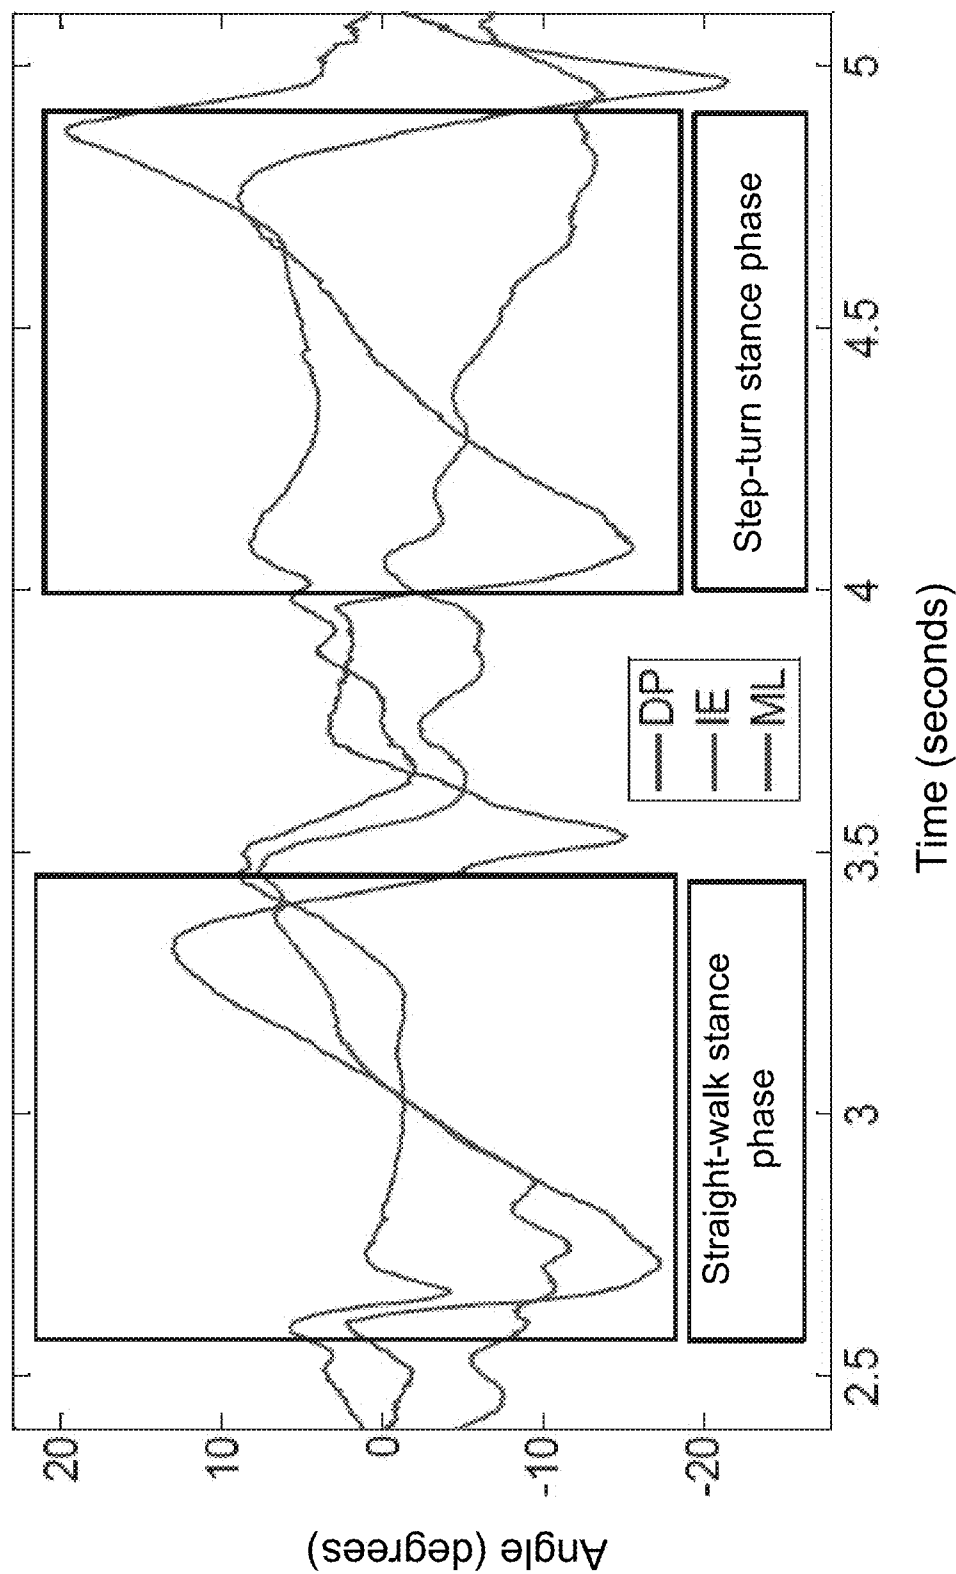 20
10
0
-10
-20
Angle (degrees)
2.5
3
3.5
4
4.5
5
Time (seconds)
Straight-walk stance
phase
Step-turn stance phase
DP
IE
ML